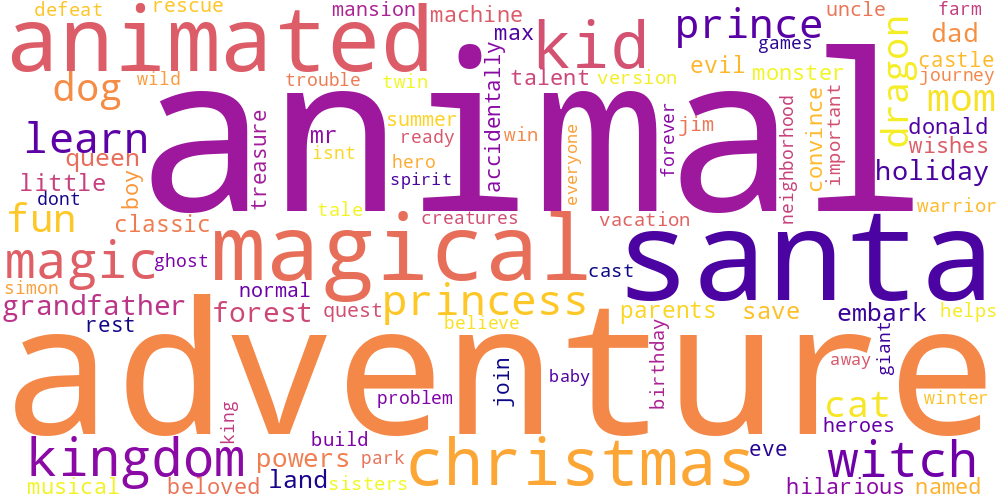 defeat
rescue
mansion
machine
max
kid
prince
games
uncle
farm
dad
animated
dog
wild
trouble
twin
talent
version
evil
monster
dragon
castle
journey
mom
animal
learn
treasure
mr
summer
ready
isnt
accidentally
win
jim
forever
neighborhood
convince
important
donald
wishes
queen
boy
hero
spirit
everyone
holiday
little
dont
tale
creatures
vacation
warrior
fun
classic
magic
ghost
magical
cast
santa
simon
normal
grandfather
forest
quest
princess
believe
parents
save
embark
helps
rest
adventure
king
problem
join
baby
birthday
giant
away
winter
cat
heroes
kingdom
build
powers
park
christmas
eve
witch
musical
beloved
land
sisters
hilarious
named